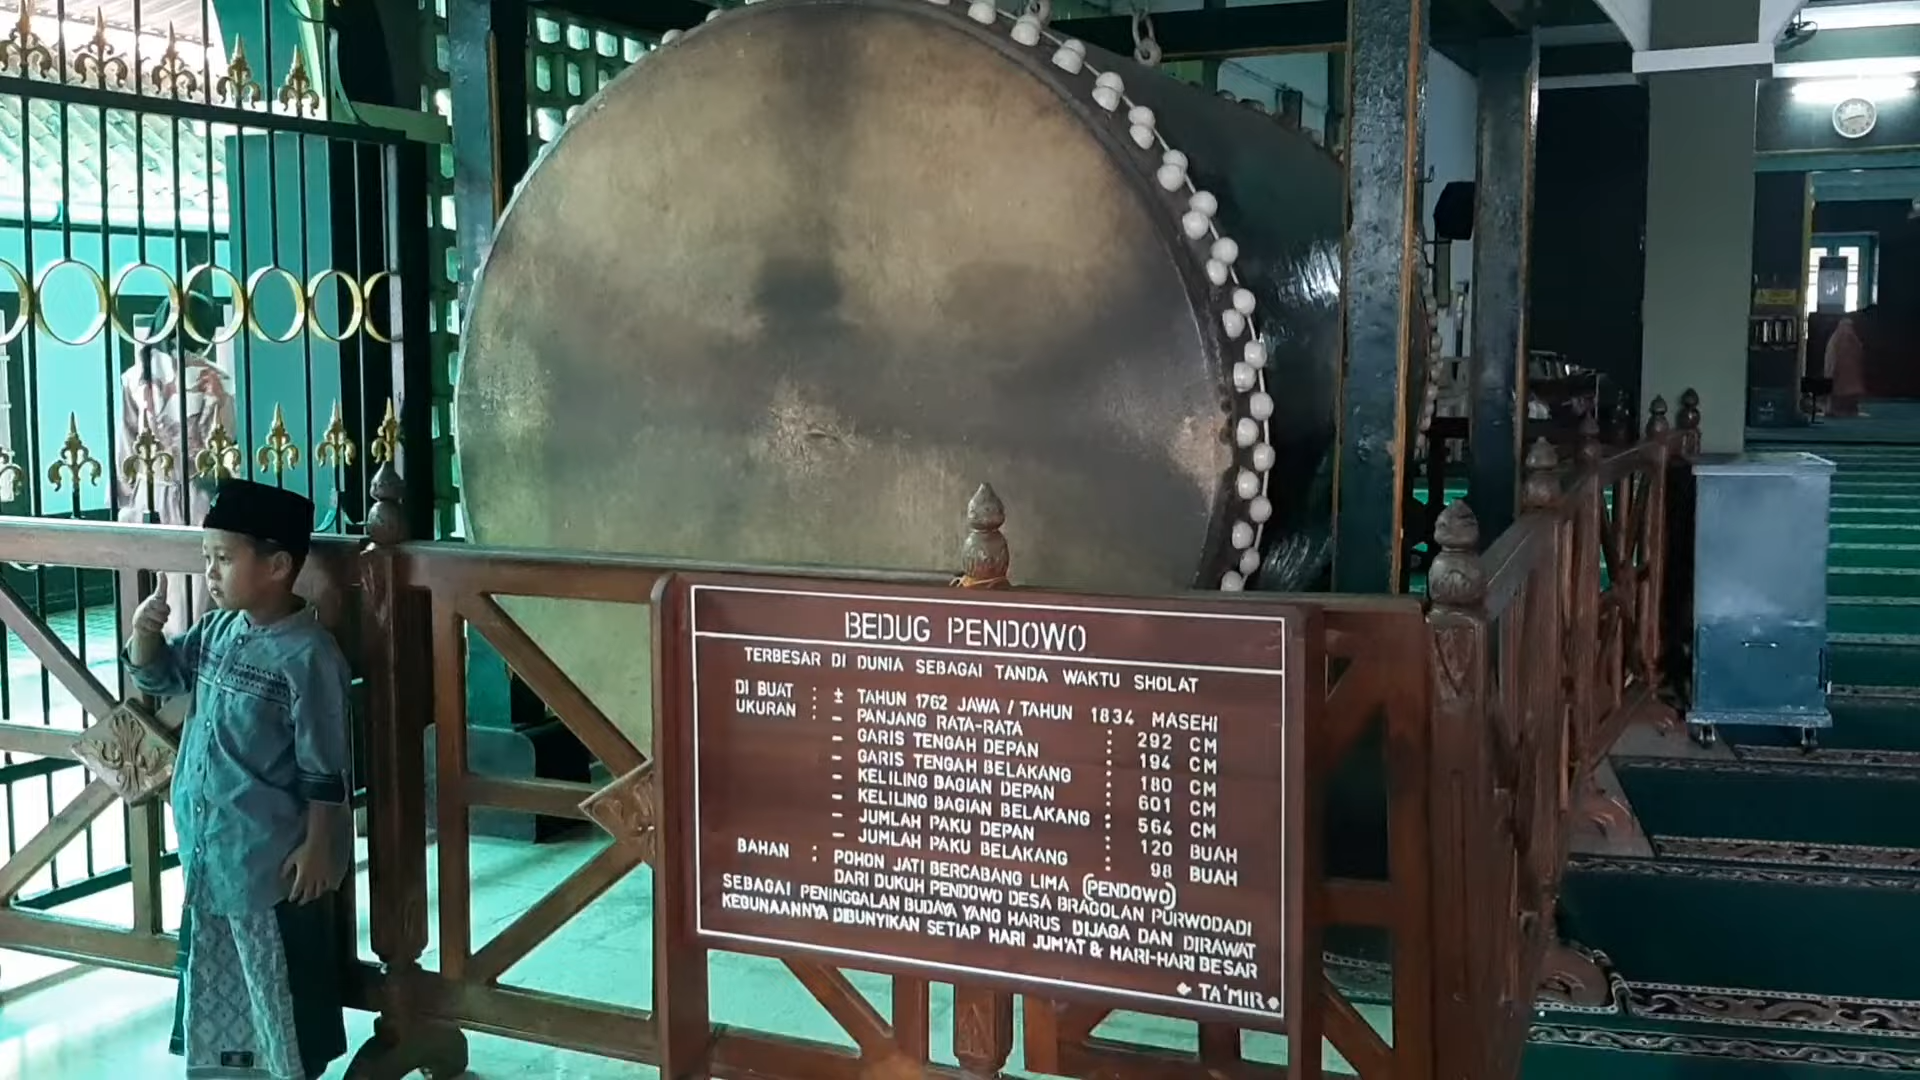 BEDUG PENDOWO
TERBESAR DI DUNIA SEBAGAI TANDA WAKTU SHOLAT
DI BUAT : ± TAHUN 1762 JAWA / TAHUN 1834 MASEHI
UKURAN : - PANJANG RATA-RATA : 292 CM
- GARIS TENGAH DEPAN : 194 CM
- GARIS TENGAH BELAKANG : 180 CM
- KELILING BAGIAN DEPAN : 601 CM
- KELILING BAGIAN BELAKANG : 564 CM
- JUMLAH PAKU DEPAN : 120 BUAH
- JUMLAH PAKU BELAKANG : 98 BUAH
BAHAN : POHON JATI BERCABANG LIMA (PENDOWO)
DARI DUKUH PENDOWO DESA BRAGOLAN PURWODADI
SEBAGAI PENINGGALAN BUDAYA YANG HARUS DIJAGA DAN DIRAWAT
KEGUNAANNYA DIBUNYIKAN SETIAP HARI JUM'AT & HARI-HARI BESAR
◆ TA'MIR ◆